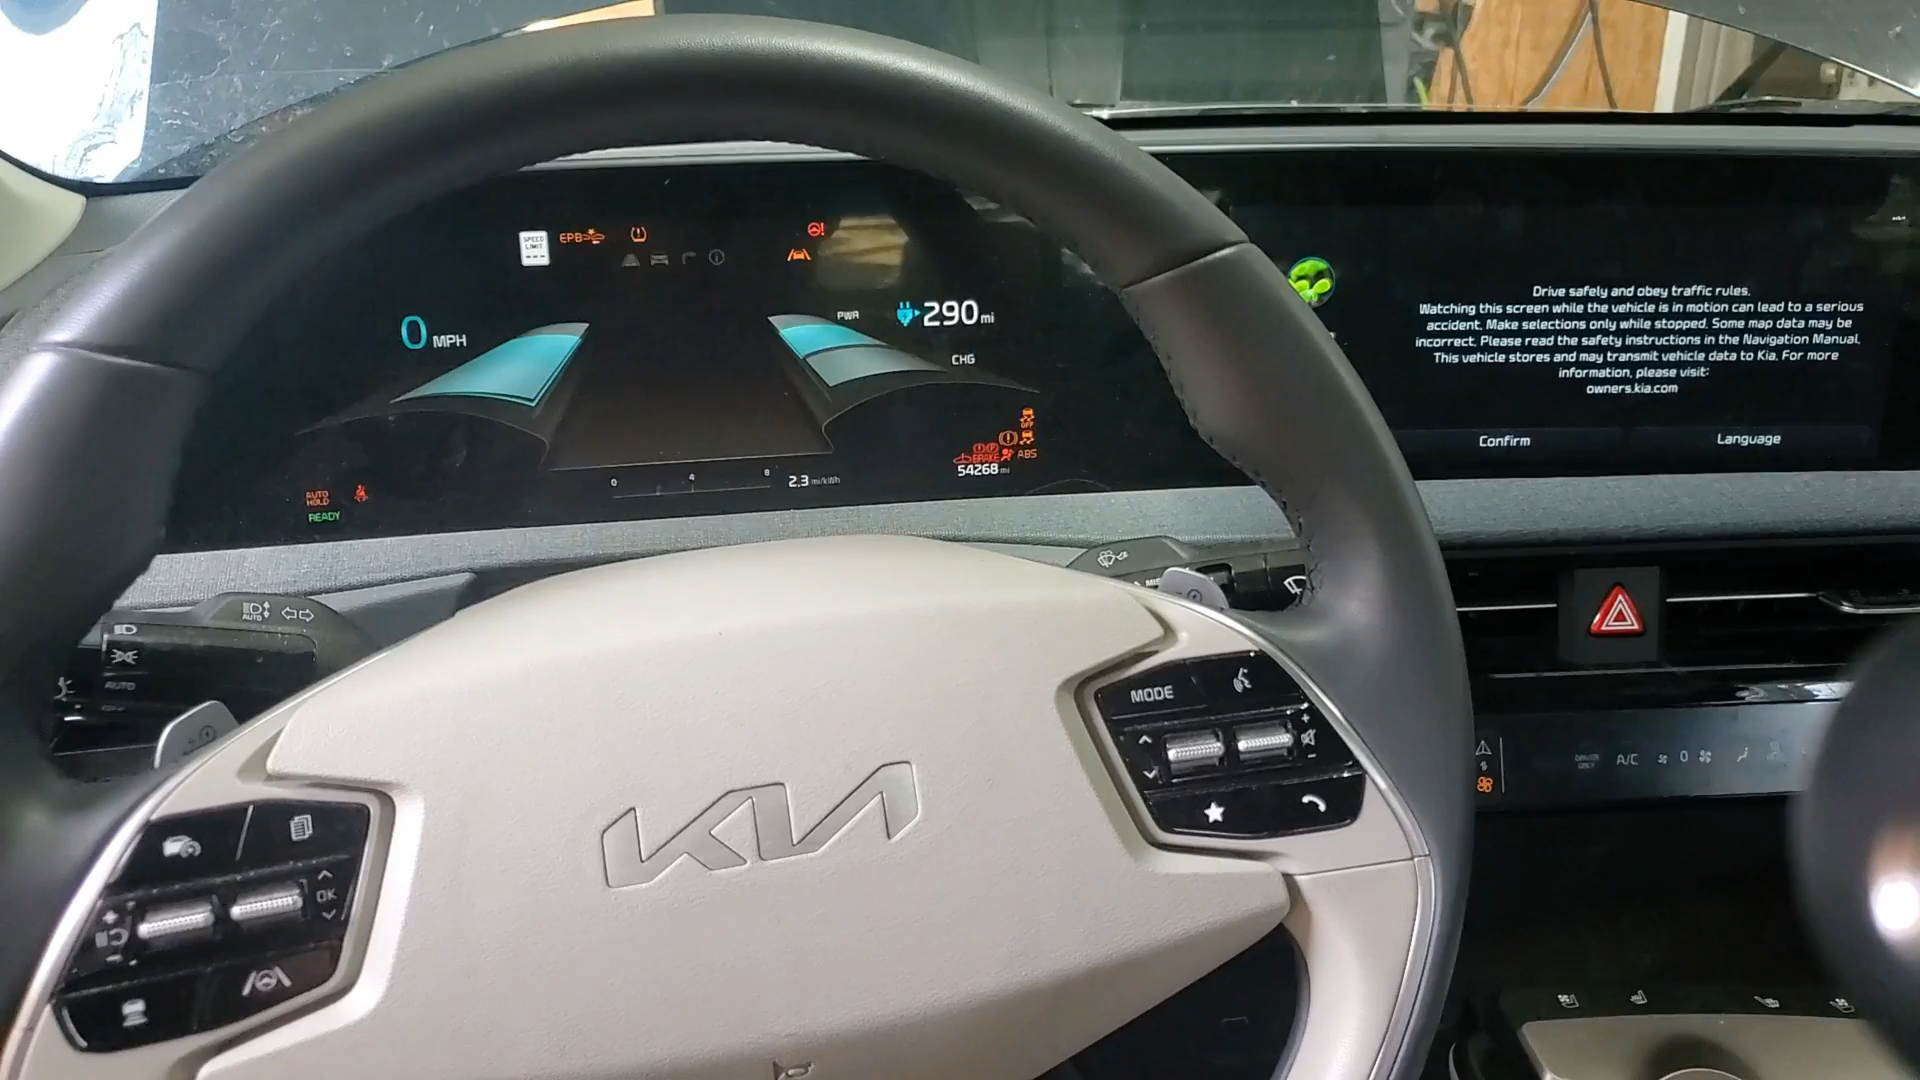 SPEED
LIMIT
EPB
0 MPH
PWR
290 mi
CHG
OFF
BRAKE ABS
54268 mi
0 4 8
2.3 mi/kWh
AUTO
HOLD
READY
Drive safely and obey traffic rules.
Watching this screen while the vehicle is in motion can lead to a serious
accident. Make selections only while stopped. Some map data may be
incorrect. Please read the safety instructions in the Navigation Manual.
This vehicle stores and may transmit vehicle data to Kia. For more
information, please visit:
owners.kia.com
Confirm Language
AUTO
AUTO
MODE
A/C 0
KIA
OK